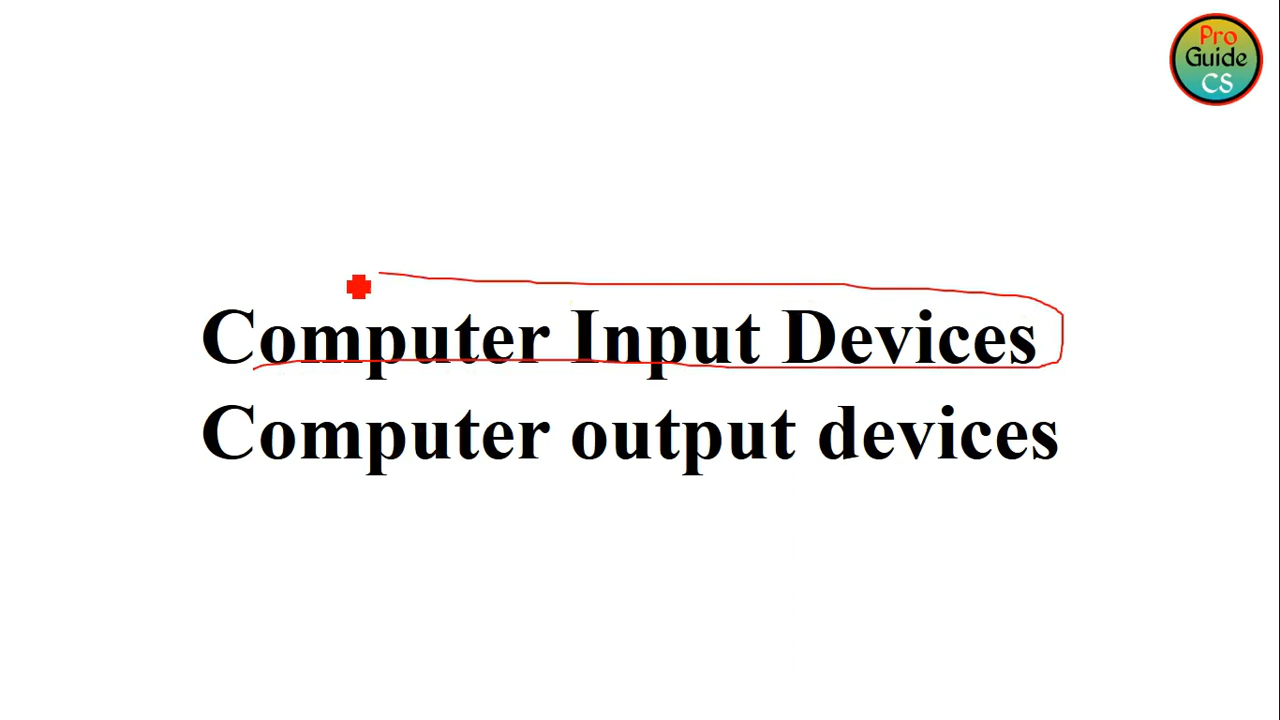 Pro
Guide
CS
Computer Input Devices
Computer output devices